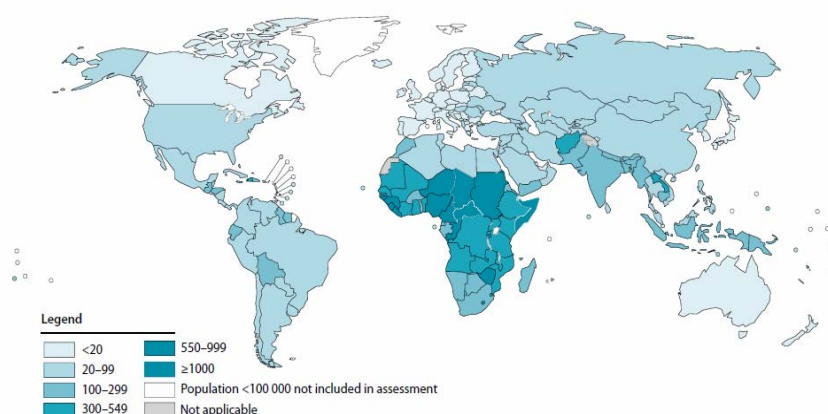 Legend
<20
20–99
100–299
300–549
550–999
≥1000
Population <100 000 not included in assessment
Not applicable